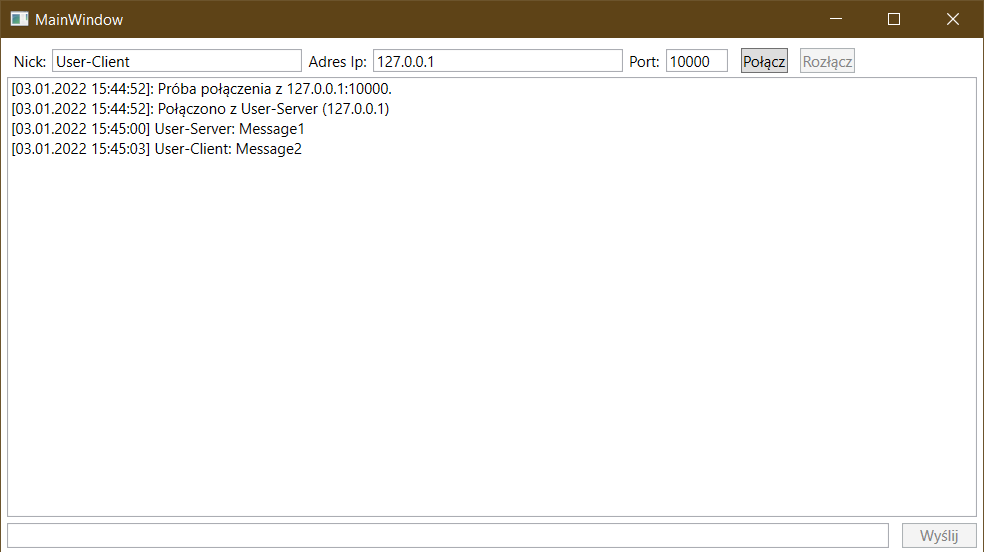 MainWindow
Nick: User-Client Adres Ip: 127.0.0.1 Port: 10000 Połącz Rozłącz
[03.01.2022 15:44:52]: Próba połączenia z 127.0.0.1:10000.
[03.01.2022 15:44:52]: Połączono z User-Server (127.0.0.1)
[03.01.2022 15:45:00] User-Server: Message1
[03.01.2022 15:45:03] User-Client: Message2
Wyślij